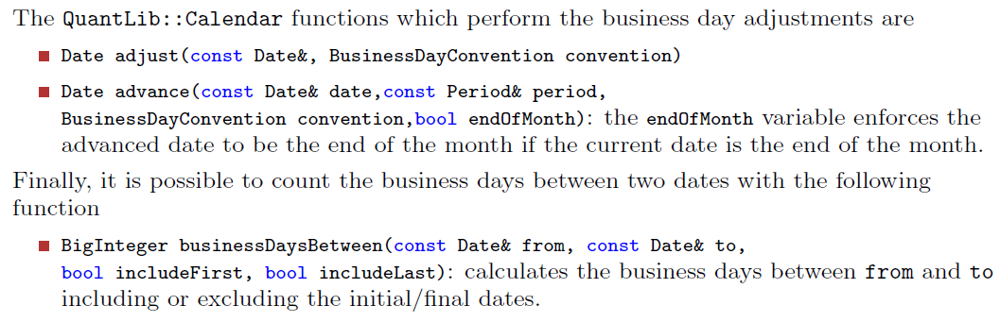 The QuantLib::Calendar functions which perform the business day adjustments are
■ Date adjust(const Date&, BusinessDayConvention convention)
■ Date advance(const Date& date,const Period& period,
BusinessDayConvention convention,bool endOfMonth): the endOfMonth variable enforces the
advanced date to be the end of the month if the current date is the end of the month.
Finally, it is possible to count the business days between two dates with the following
function
■ BigInteger businessDaysBetween(const Date& from, const Date& to,
bool includeFirst, bool includeLast): calculates the business days between from and to
including or excluding the initial/final dates.